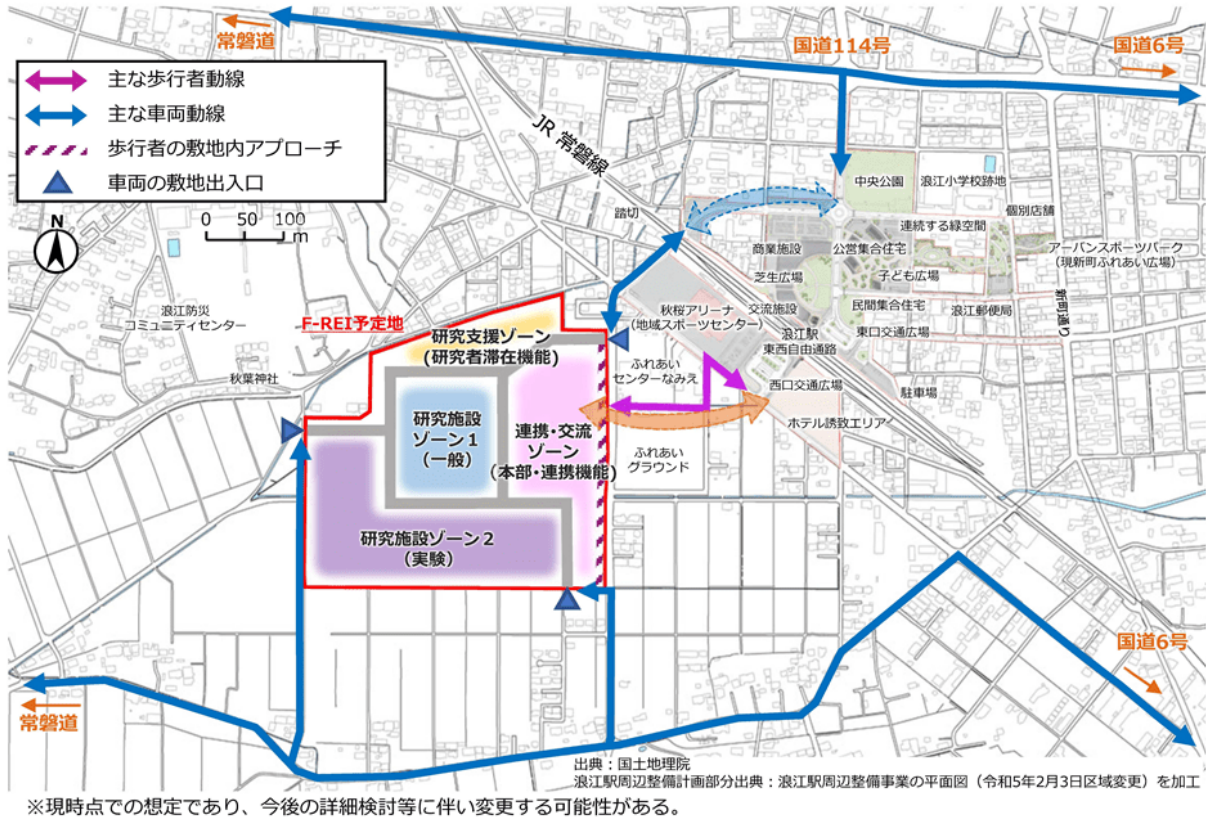 常磐道
国道114号
国道6号
主な歩行者動線
主な車両動線
歩行者の敷地内アプローチ
車両の敷地出入口
JR 常磐線
N
0 50 100
m
踏切
中央公園
浪江小学校跡地
個別店舗
連続する緑空間
商業施設
公営集合住宅
アーバンスポーツパーク
(現新町ふれあい広場)
芝生広場
子ども広場
新町通り
浪江防災
コミュニティセンター
秋桜アリーナ
(地域スポーツセンター)
交流施設
民間集合住宅
浪江郵便局
浪江駅
東西自由通路
東口交通広場
F-REI予定地
研究支援ゾーン
(研究者滞在機能)
ふれあい
センターなみえ
西口交通広場
駐車場
秋葉神社
研究施設
ゾーン1
(一般)
連携・交流
ゾーン
(本部・連携機能)
ホテル誘致エリア
ふれあい
グラウンド
研究施設ゾーン2
(実験)
国道6号
常磐道
出典：国土地理院
浪江駅周辺整備計画部分出典：浪江駅周辺整備事業の平面図（令和5年2月3日区域変更）を加工
※現時点での想定であり、今後の詳細検討等に伴い変更する可能性がある。